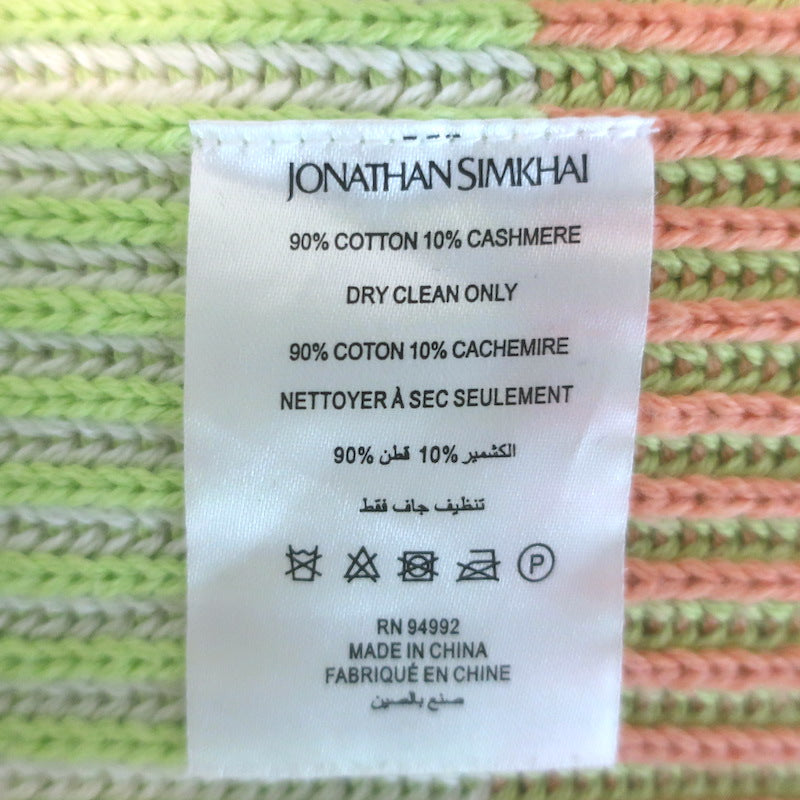 JONATHAN SIMKHAI
90% COTTON 10% CASHMERE
DRY CLEAN ONLY
90% COTON 10% CACHEMIRE
NETTOYER À SEC SEULEMENT
90% قطن 10% الكشمير
تنظيف جاف فقط
P
RN 94992
MADE IN CHINA
FABRIQUÉ EN CHINE
صنع بالصين